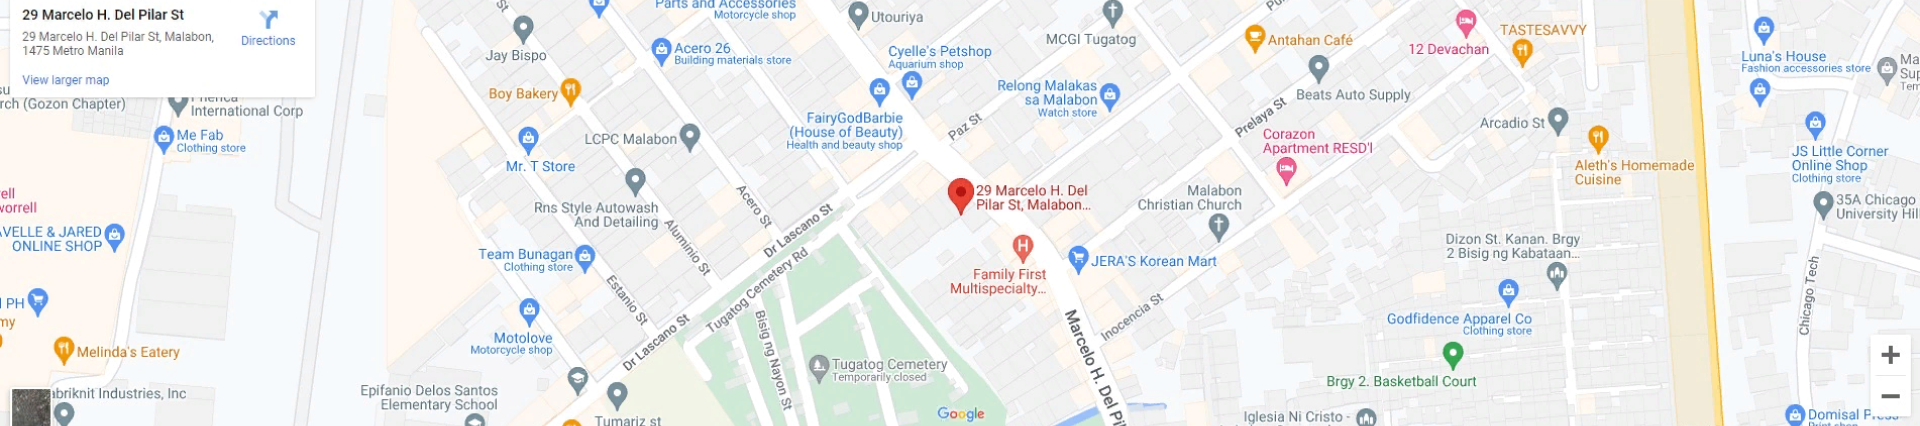 29 Marcelo H. Del Pilar St
29 Marcelo H. Del Pilar St, Malabon,
1475 Metro Manila
Directions
View larger map
rch (Gozon Chapter)
International Corp
Me Fab
Clothing store
AVELLE & JARED
ONLINE SHOP
PH
Melinda's Eatery
abriknit Industries, Inc
Parts and Accessories
Motorcycle shop
Utouriya
Jay Bispo
Acero 26
Building materials store
Cyelle's Petshop
Aquarium shop
MCGI Tugatog
Boy Bakery
LCPC Malabon
FairyGodBarbie
(House of Beauty)
Health and beauty shop
Relong Malakas
sa Malabon
Watch store
Paz St
Mr. T Store
Rns Style Autowash
And Detailing
Acero St
Aluminio St
Dr Lascano St
Tugatog Cemetery Rd
Team Bunagan
Clothing store
Estanio St
Motolove
Motorcycle shop
Dr Lascano St
Bisig ng Nayon St
Epifanio Delos Santos
Elementary School
Tumariz st
Tugatog Cemetery
Temporarily closed
Google
29 Marcelo H. Del
Pilar St, Malabon...
Family First
Multispecialty...
JERA'S Korean Mart
Marcelo H. Del Pil
Inocencia St
Malabon
Christian Church
Antahan Café
12 Devachan
TASTESAVVY
Beats Auto Supply
Prelaya St
Corazon
Apartment RESD'l
Arcadio St
Aleth's Homemade
Cuisine
Dizon St. Kanan. Brgy
2 Bisig ng Kabataan...
Godfidence Apparel Co
Clothing store
Brgy 2. Basketball Court
Iglesia Ni Cristo -
Luna's House
Fashion accessories store
JS Little Corner
Online Shop
Clothing store
35A Chicago
University Hill
Chicago Tech
Domisal Press